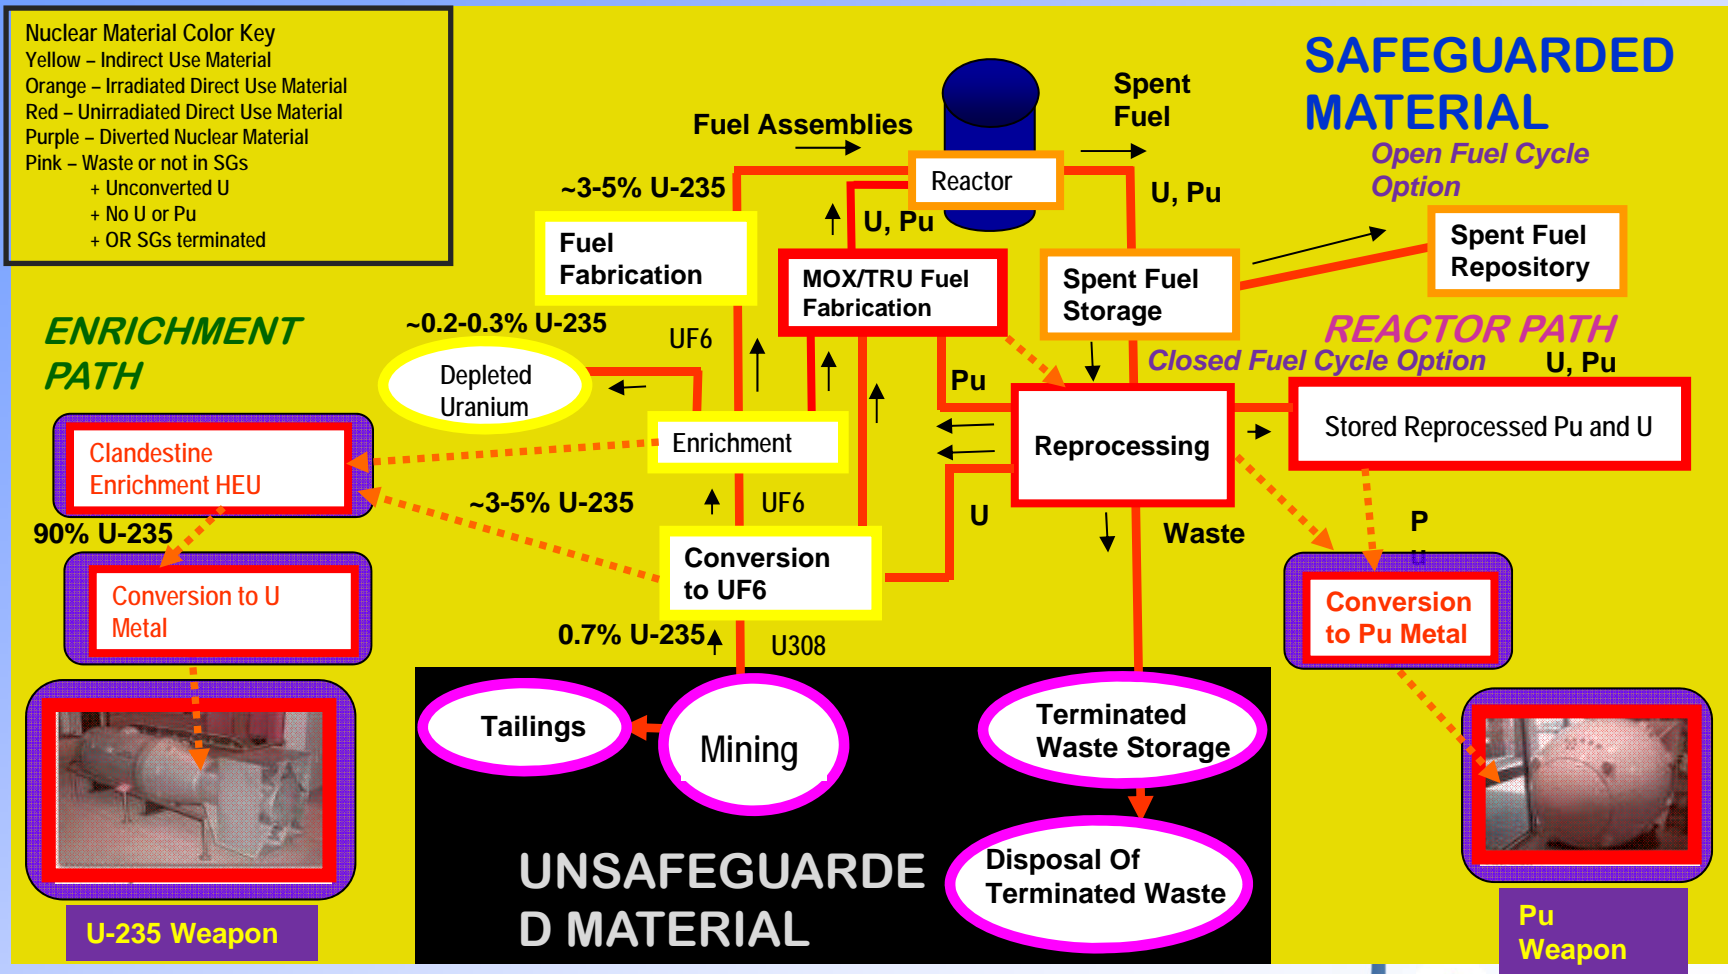 Nuclear Material Color Key
Yellow – Indirect Use Material
Orange – Irradiated Direct Use Material
Red – Unirradiated Direct Use Material
Purple – Diverted Nuclear Material
Pink – Waste or not in SGs
+ Unconverted U
+ No U or Pu
+ OR SGs terminated
SAFEGUARDED
MATERIAL
Open Fuel Cycle
Option
Fuel Assemblies
Spent
Fuel
Reactor
~3-5% U-235
U, Pu
U, Pu
Fuel
Fabrication
MOX/TRU Fuel
Fabrication
Spent Fuel
Storage
Spent Fuel
Repository
ENRICHMENT
PATH
~0.2-0.3% U-235
UF6
REACTOR PATH
Closed Fuel Cycle Option
U, Pu
Depleted
Uranium
Pu
Enrichment
Reprocessing
Stored Reprocessed Pu and U
Clandestine
Enrichment HEU
~3-5% U-235
UF6
U
Waste
P
u
90% U-235
Conversion
to UF6
Conversion to U
Metal
Conversion
to Pu Metal
0.7% U-235
U308
Tailings
Mining
Terminated
Waste Storage
Disposal Of
Terminated Waste
UNSAFEGUARDE
D MATERIAL
U-235 Weapon
Pu
Weapon